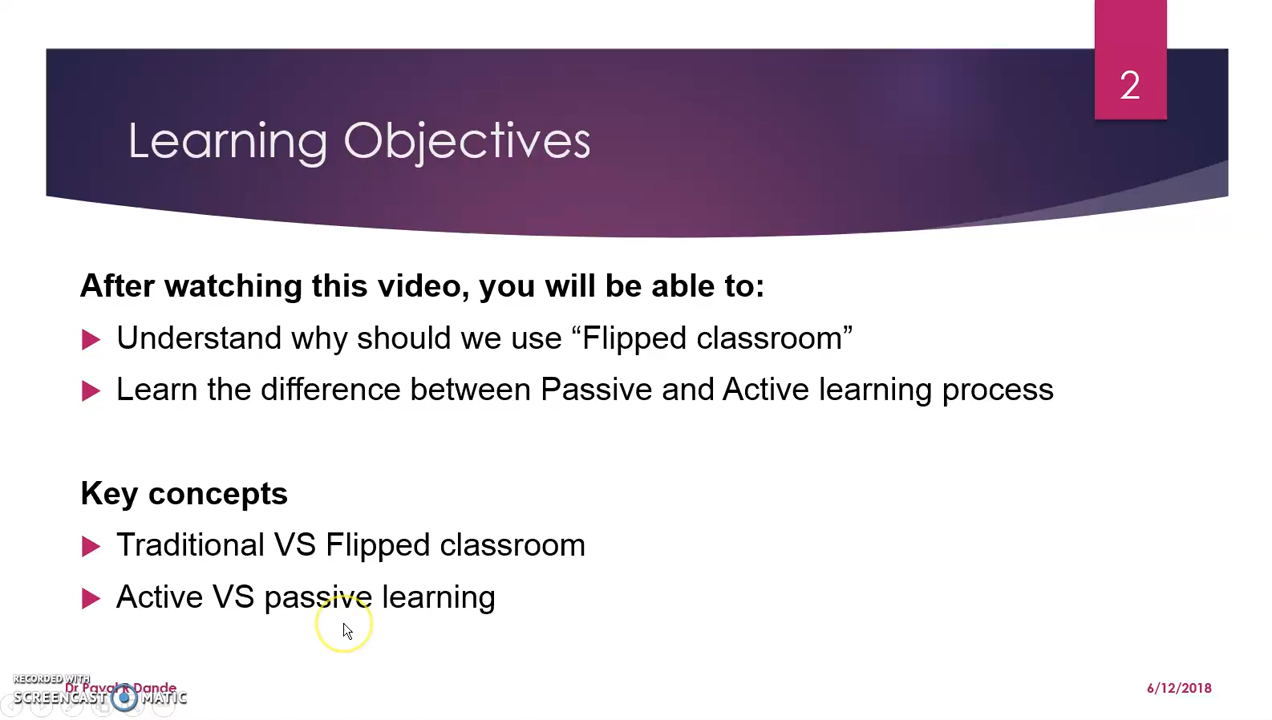 2
Learning Objectives
After watching this video, you will be able to:
Understand why should we use “Flipped classroom”
Learn the difference between Passive and Active learning process
Key concepts
Traditional VS Flipped classroom
Active VS passive learning
RECORDED WITH
SCREENCAST MATIC
Dr Payal R Dande
6/12/2018